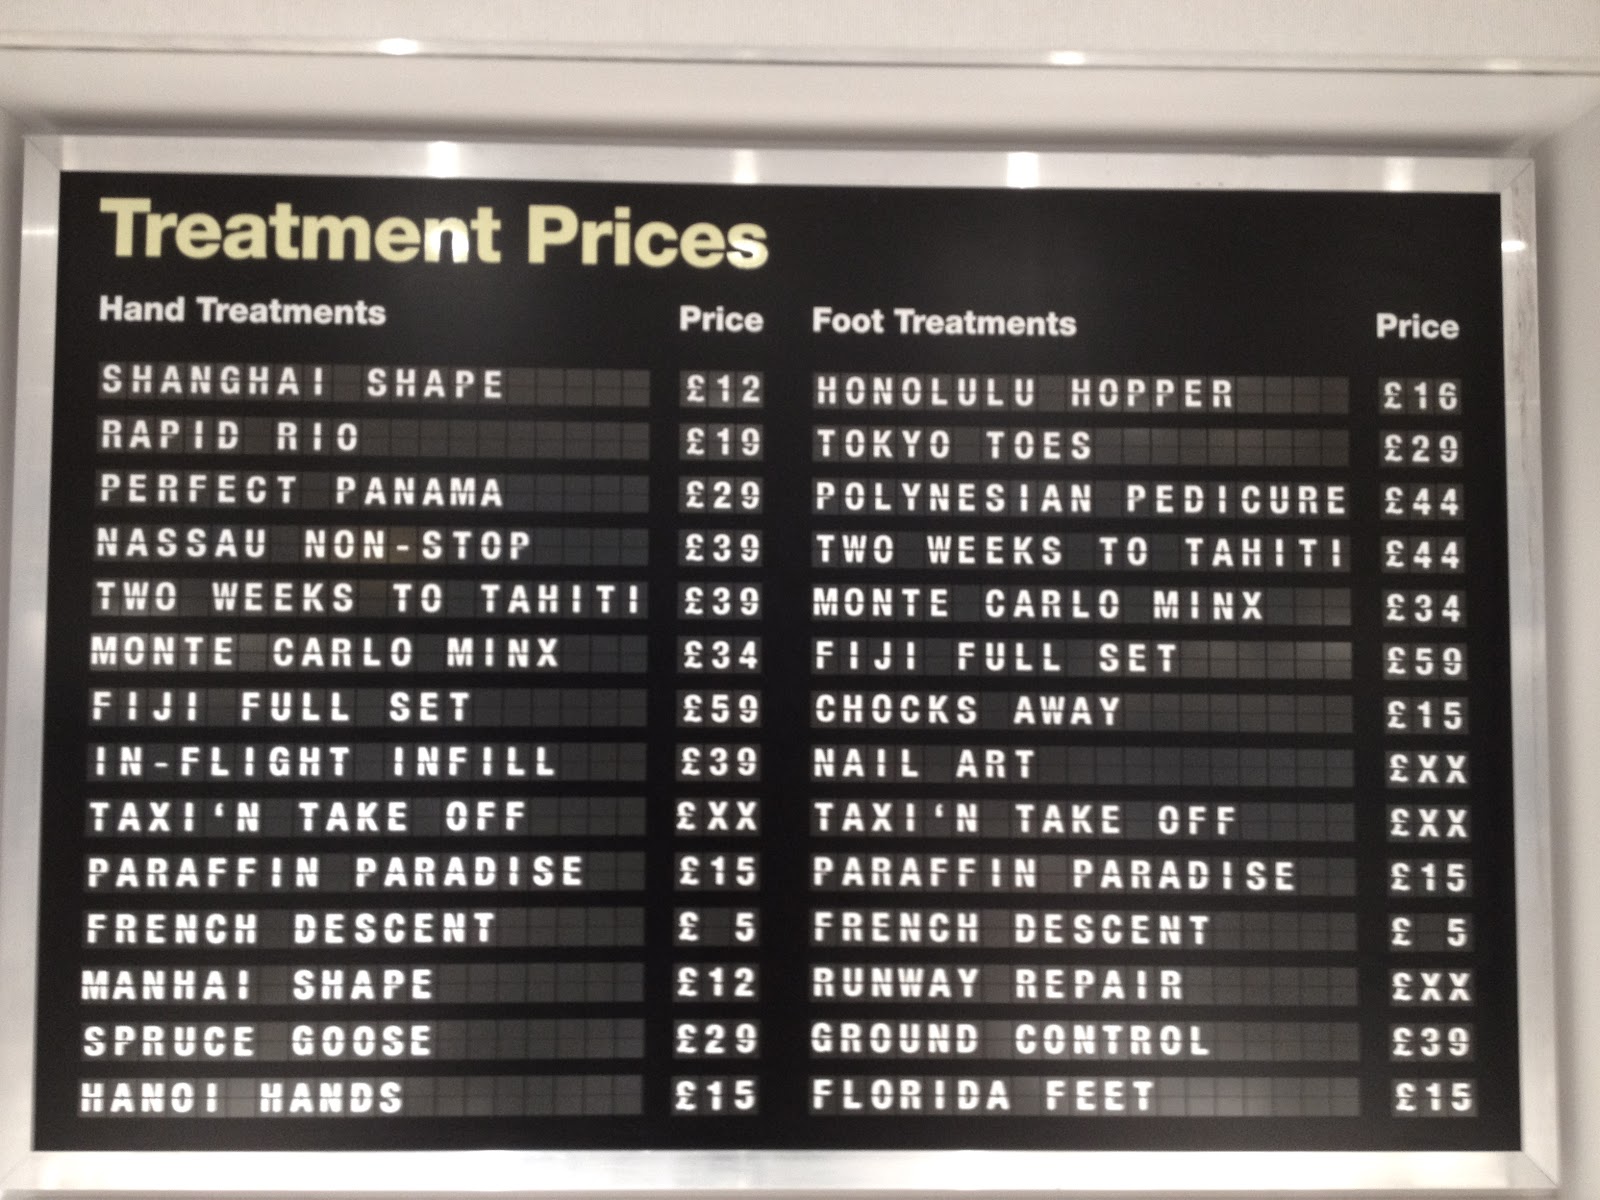 Treatment Prices
Hand Treatments Price
SHANGHAI SHAPE £12
RAPID RIO £19
PERFECT PANAMA £29
NASSAU NON-STOP £39
TWO WEEKS TO TAHITI £39
MONTE CARLO MINX £34
FIJI FULL SET £59
IN-FLIGHT INFILL £39
TAXI‘N TAKE OFF £XX
PARAFFIN PARADISE £15
FRENCH DESCENT £ 5
MANHAI SHAPE £12
SPRUCE GOOSE £29
HANOI HANDS £15
Foot Treatments Price
HONOLULU HOPPER £16
TOKYO TOES £29
POLYNESIAN PEDICURE £44
TWO WEEKS TO TAHITI £44
MONTE CARLO MINX £34
FIJI FULL SET £59
CHOCKS AWAY £15
NAIL ART £XX
TAXI‘N TAKE OFF £XX
PARAFFIN PARADISE £15
FRENCH DESCENT £ 5
RUNWAY REPAIR £XX
GROUND CONTROL £39
FLORIDA FEET £15